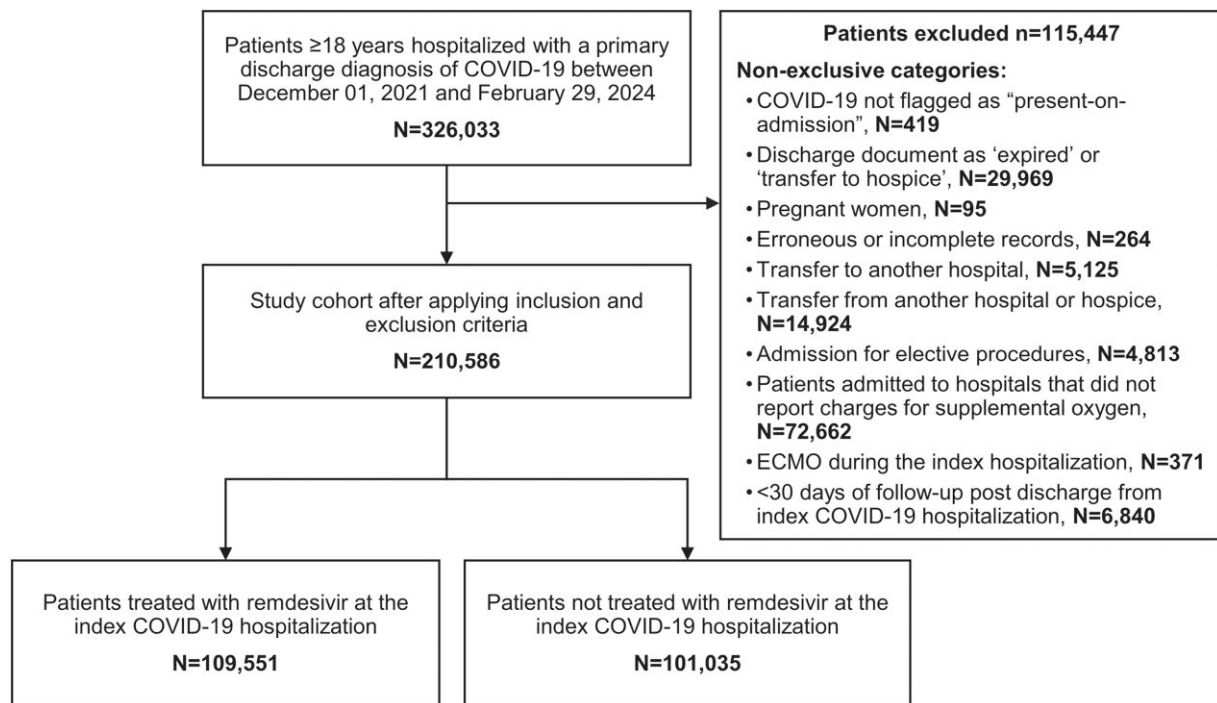 Patients ≥18 years hospitalized with a primary
discharge diagnosis of COVID-19 between
December 01, 2021 and February 29, 2024
N=326,033
Patients excluded n=115,447
Non-exclusive categories:
•COVID-19 not flagged as “present-on-
admission”, N=419
•Discharge document as ‘expired’ or
‘transfer to hospice’, N=29,969
•Pregnant women, N=95
•Erroneous or incomplete records, N=264
•Transfer to another hospital, N=5,125
•Transfer from another hospital or hospice,
N=14,924
•Admission for elective procedures, N=4,813
•Patients admitted to hospitals that did not
report charges for supplemental oxygen,
N=72,662
•ECMO during the index hospitalization, N=371
•<30 days of follow-up post discharge from
index COVID-19 hospitalization, N=6,840
Study cohort after applying inclusion and
exclusion criteria
N=210,586
Patients treated with remdesivir at the
index COVID-19 hospitalization
N=109,551
Patients not treated with remdesivir at the
index COVID-19 hospitalization
N=101,035